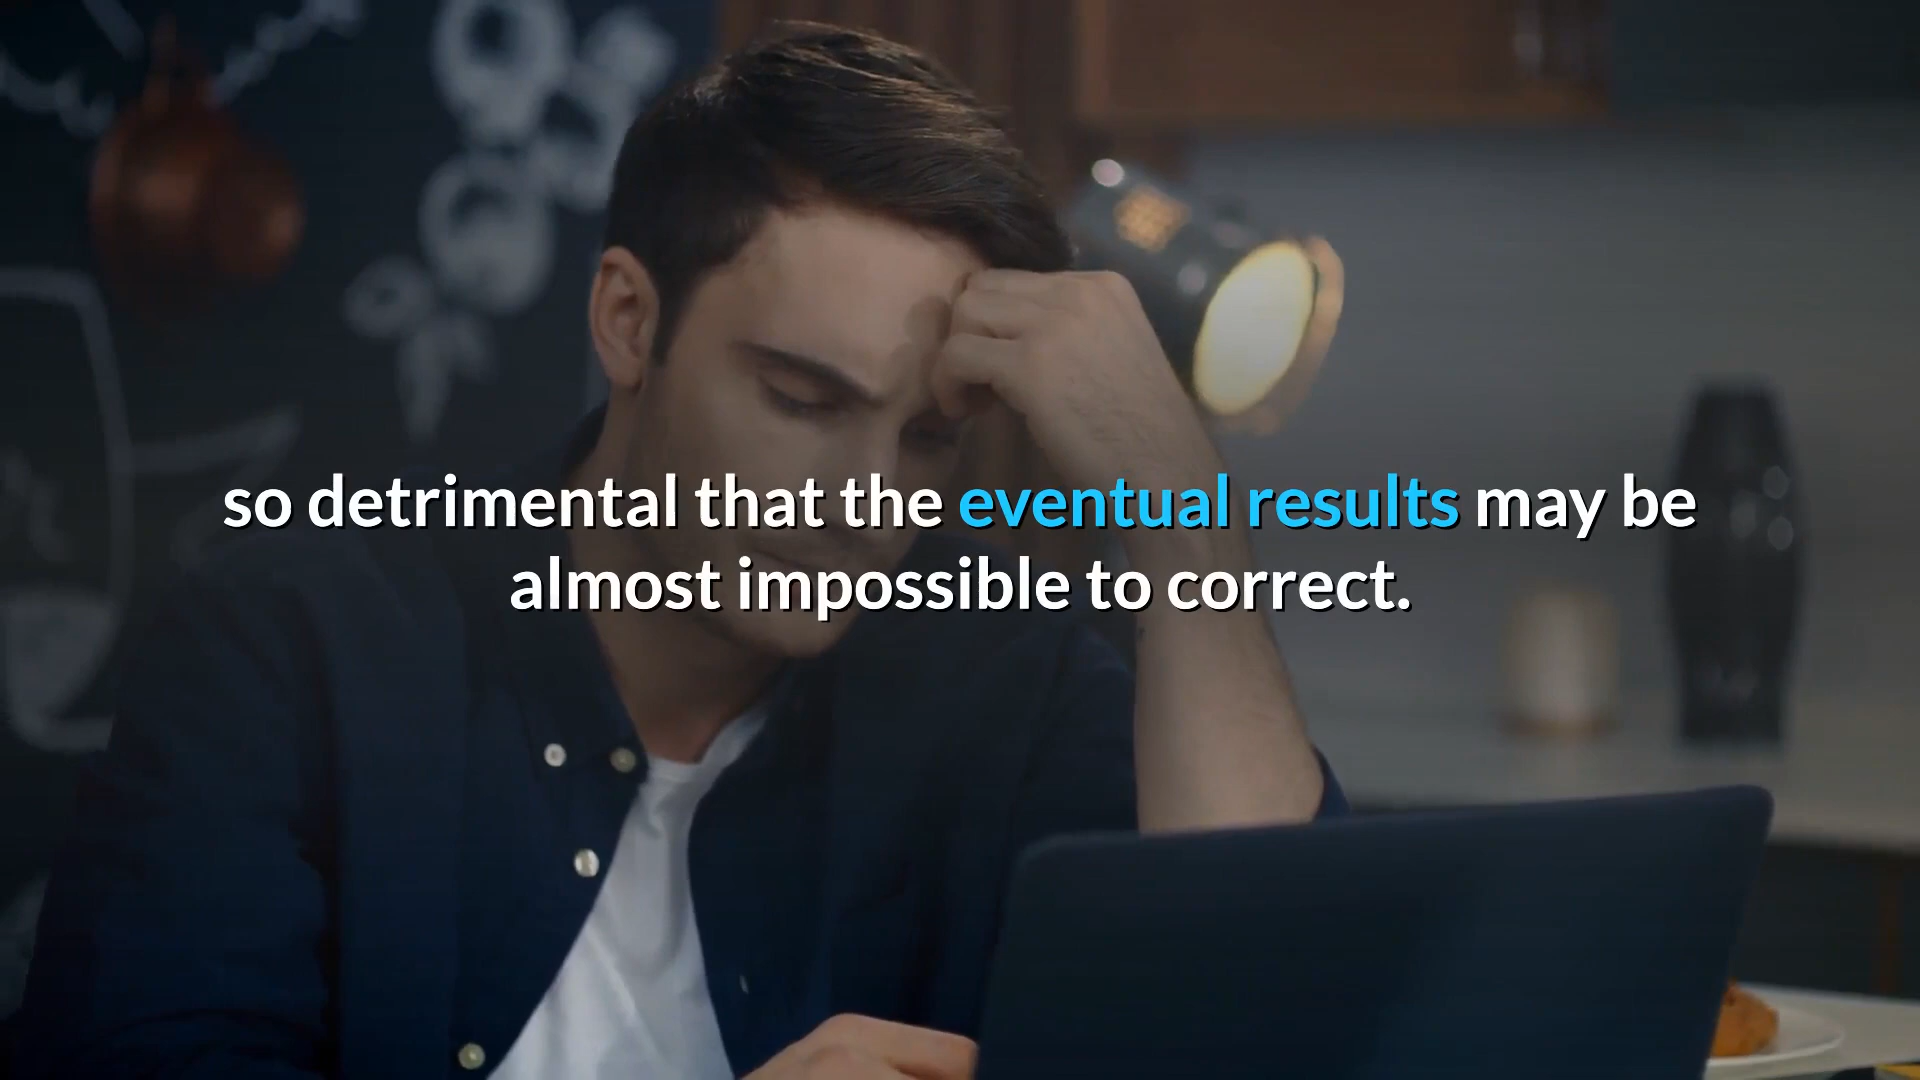 so detrimental that the eventual results may be
almost impossible to correct.